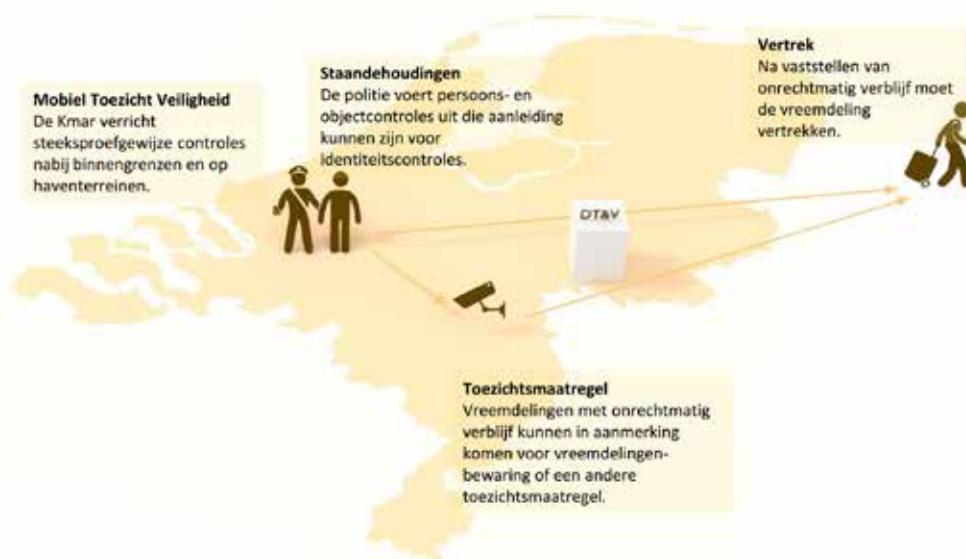 Mobiel Toezicht Veiligheid
De Kmar verricht
steeksproefgewijze controles
nabij binnengrenzen en op
haventerreinen.
Staandehoudingen
De politie voert persoons- en
objectcontroles uit die aanleiding
kunnen zijn voor
identiteitscontroles.
Vertrek
Na vaststellen van
onrechtmatig verblijf moet
de vreemdeling
vertrekken.
DT&V
Toezichtsmaatregel
Vreemdelingen met onrechtmatig
verblijf kunnen in aanmerking
komen voor vreemdelingen-
bewaring of een andere
toezichtsmaatregel.